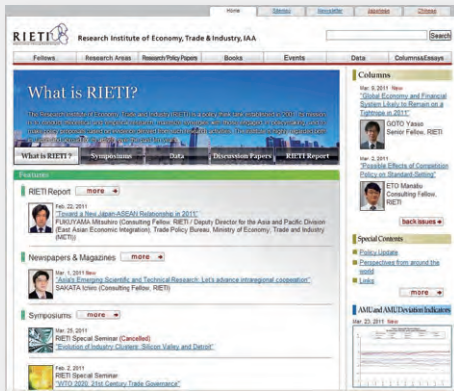 Home
Sitemap
Newsletter
Japanese
Chinese
RIETI
Research Institute of Economy, Trade & Industry, IAA
Search
Fellows
Research Areas
Research/Policy Papers
Books
Events
Data
Columns&Essays
What is RIETI?
What is RIETI ?
Symposiums
Data
Discussion Papers
RIETI Report
Features
RIETI Report
more
Feb. 22, 2011
"Toward a New Japan-ASEAN Relationship in 2011"
FUKUYAMA Mitsuhiro (Consulting Fellow, RIETI / Deputy Director for the Asia and Pacific Division
(East Asian Economic Integration), Trade Policy Bureau, Ministry of Economy, Trade and Industry
(METI))
Newspapers & Magazines
more
Mar. 1, 2011 New
"Asia's Emerging Scientific and Technical Research: Let's advance interregional cooperation"
SAKATA Ichiro (Consulting Fellow, RIETI)
Symposiums
more
Mar. 25, 2011
RIETI Special Seminar (Cancelled)
"Evolution of Industry Clusters: Silicon Valley and Detroit"
Feb. 2, 2011
RIETI Special Seminar
"WTO 2020: 21st Century Trade Governance"
Columns
Mar. 9, 2011 New
"Global Economy and Financial
System Likely to Remain on a
Tightrope in 2011"
GOTO Yasuo
Senior Fellow, RIETI
Mar. 2, 2011
"Possible Effects of Competition
Policy on Standard-Setting"
ETO Manabu
Consulting Fellow,
RIETI
back issues
Special Contents
Policy Update
Perspectives from around the
world
Links
more
AMU and AMU Deviation Indicators
Mar. 23, 2011 New